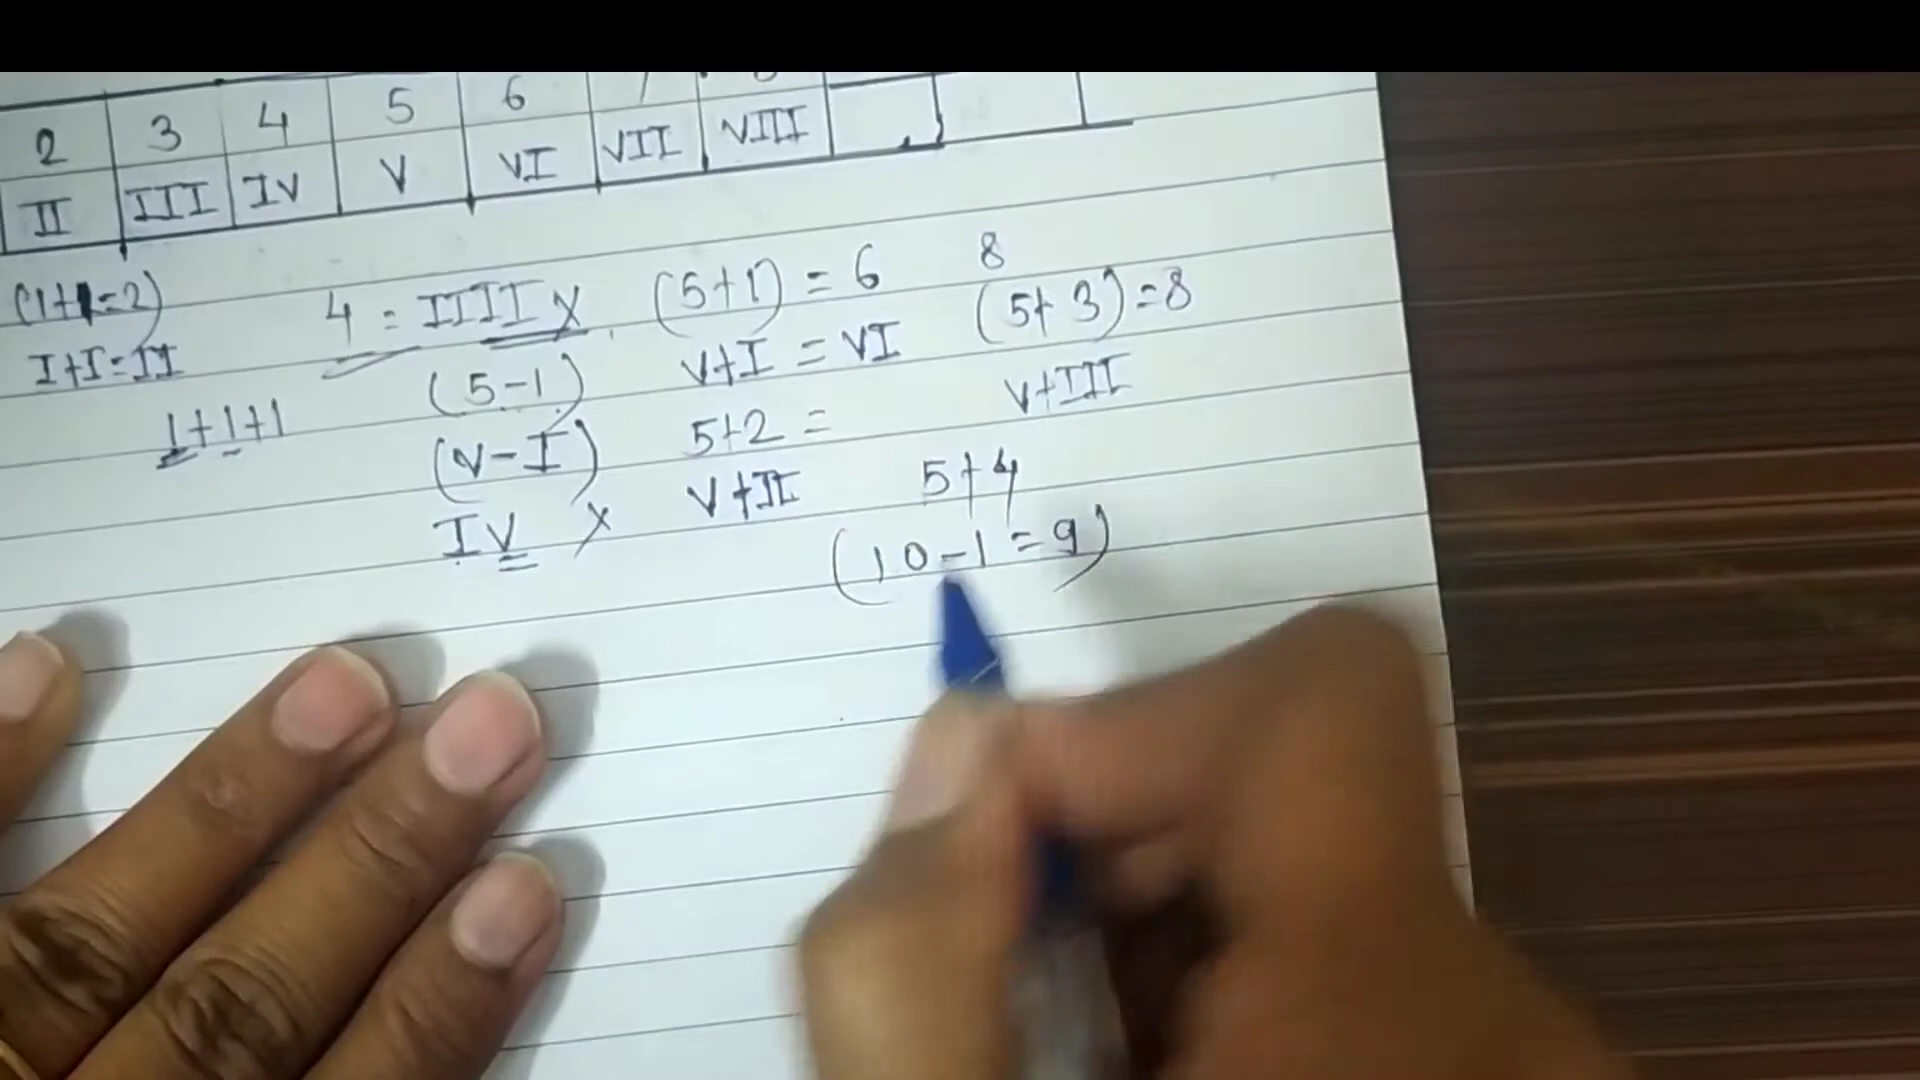 2 3 4 5 6
II III IV V VI VII VIII
(1+1=2)
I+I=II
1+1+1
4 = IIII X
(5-1)
(V-I)
IV X
(5+1) = 6
V+I = VI
5+2 =
V+II
8
(5+3)=8
V+III
5+4
(10-1=9)